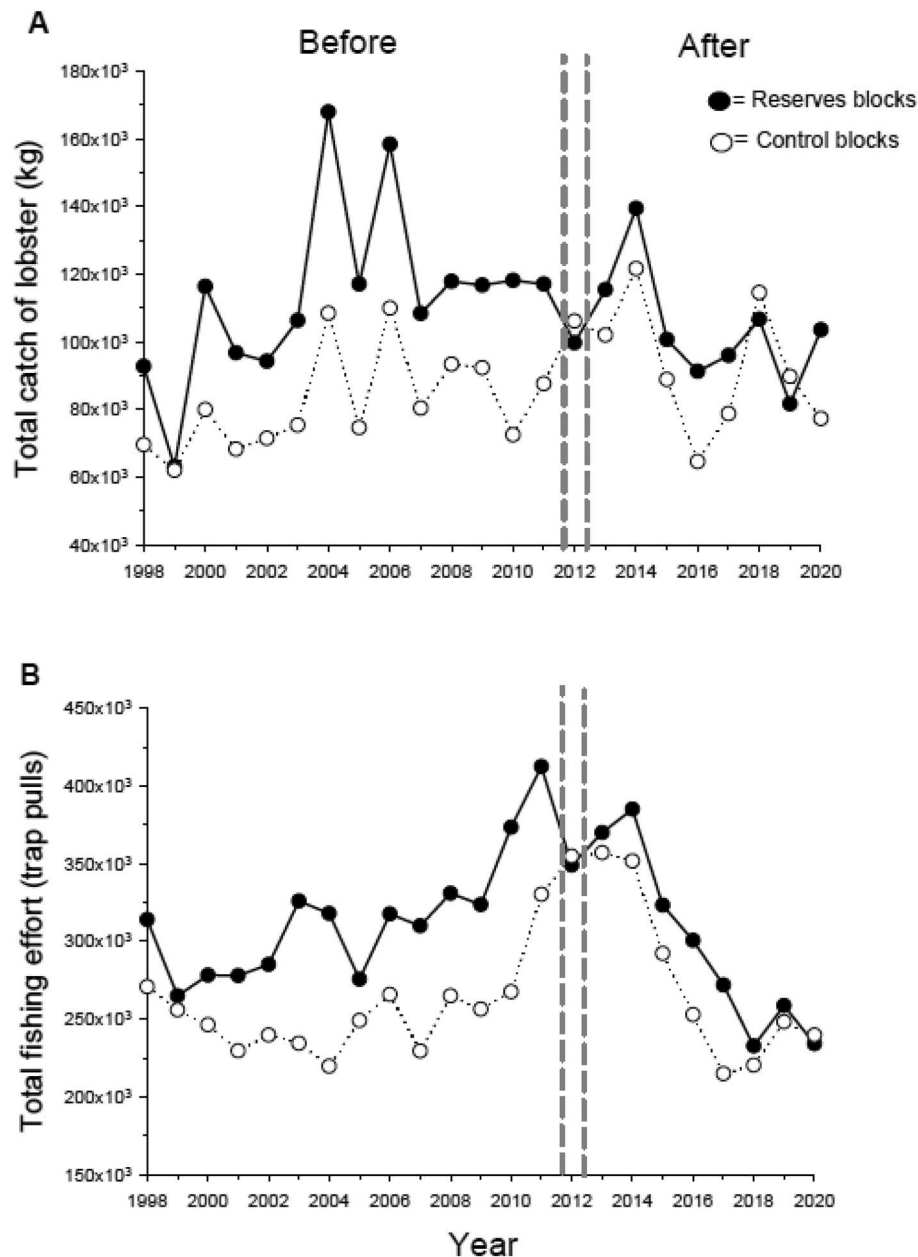 A
Before
After
180x10³
160x10³
140x10³
120x10³
100x10³
80x10³
60x10³
40x10³
Total catch of lobster (kg)
= Reserves blocks
= Control blocks
1998 2000 2002 2004 2006 2008 2010 2012 2014 2016 2018 2020
B
450x10³
400x10³
350x10³
300x10³
250x10³
200x10³
150x10³
Total fishing effort (trap pulls)
1998 2000 2002 2004 2006 2008 2010 2012 2014 2016 2018 2020
Year